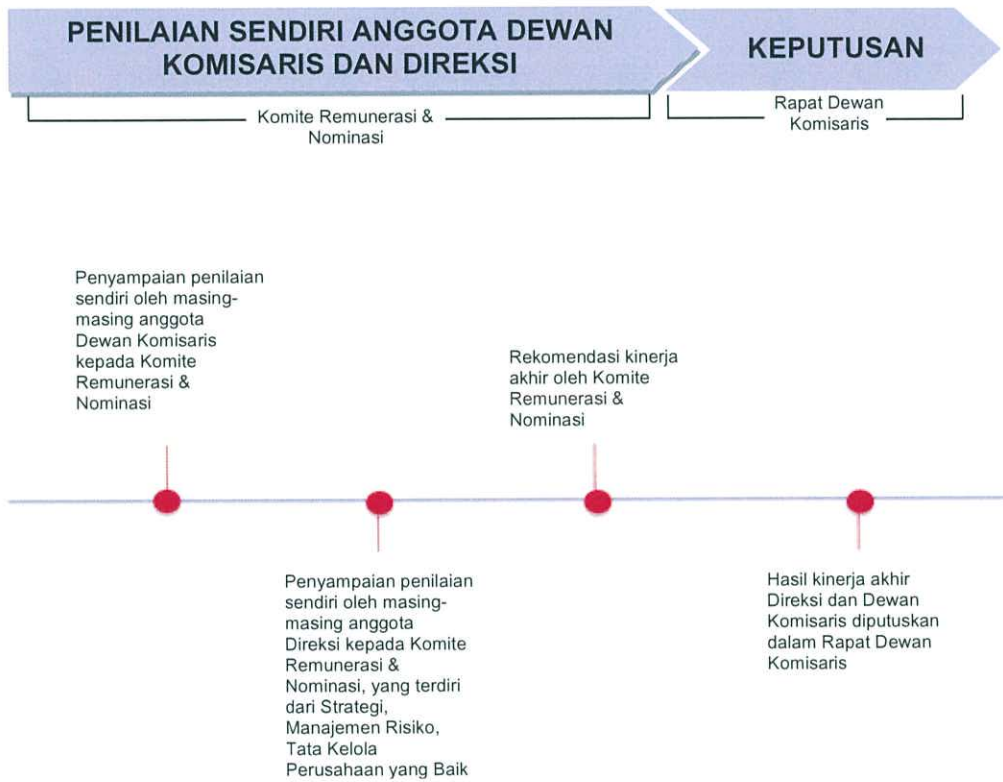 PENILAIAN SENDIRI ANGGOTA DEWAN
KOMISARIS DAN DIREKSI
KEPUTUSAN
Komite Remunerasi &
Nominasi
Rapat Dewan
Komisaris
Penyampaian penilaian
sendiri oleh masing-
masing anggota
Dewan Komisaris
kepada Komite
Remunerasi &
Nominasi
Rekomendasi kinerja
akhir oleh Komite
Remunerasi &
Nominasi
Penyampaian penilaian
sendiri oleh masing-
masing anggota
Direksi kepada Komite
Remunerasi &
Nominasi, yang terdiri
dari Strategi,
Manajemen Risiko,
Tata Kelola
Perusahaan yang Baik
Hasil kinerja akhir
Direksi dan Dewan
Komisaris diputuskan
dalam Rapat Dewan
Komisaris